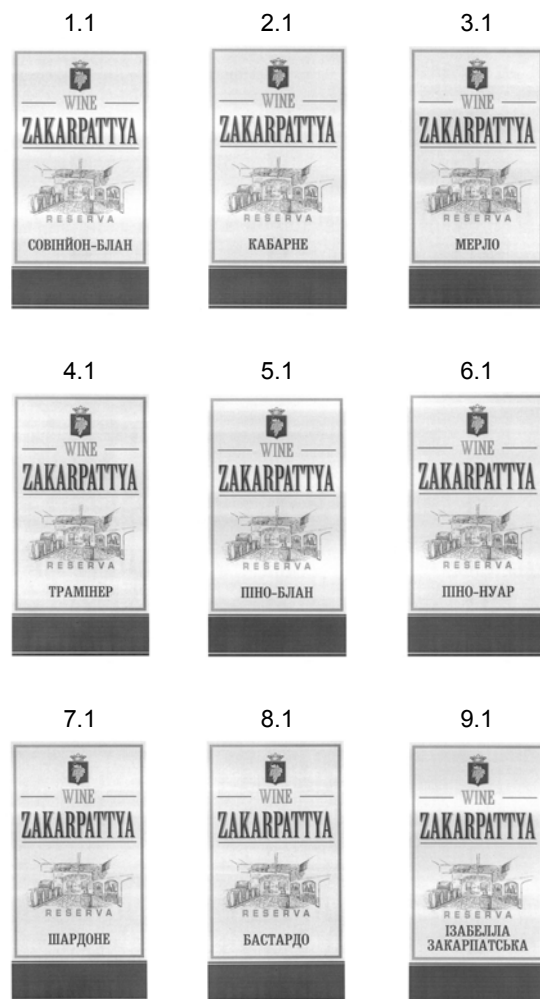 1.1
2.1
3.1
WINE
ZAKARPATTYA
RESERVA
СОВІНЙОН-БЛАН
WINE
ZAKARPATTYA
RESERVA
КАБАРНЕ
WINE
ZAKARPATTYA
RESERVA
МЕРЛО
4.1
5.1
6.1
WINE
ZAKARPATTYA
RESERVA
ТРАМІНЕР
WINE
ZAKARPATTYA
RESERVA
ПІНО-БЛАН
WINE
ZAKARPATTYA
RESERVA
ПІНО-НУАР
7.1
8.1
9.1
WINE
ZAKARPATTYA
RESERVA
ШАРДОНЕ
WINE
ZAKARPATTYA
RESERVA
БАСТАРДО
WINE
ZAKARPATTYA
RESERVA
ІЗАБЕЛЛА
ЗАКАРПАТСЬКА